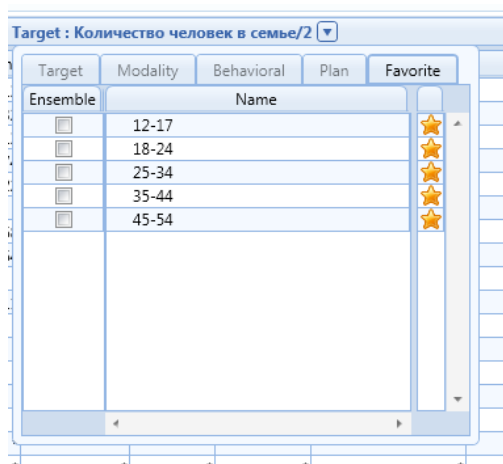 Target : Количество человек в семье/2
Target Modality Behavioral Plan Favorite
Ensemble Name
12-17
18-24
25-34
35-44
45-54